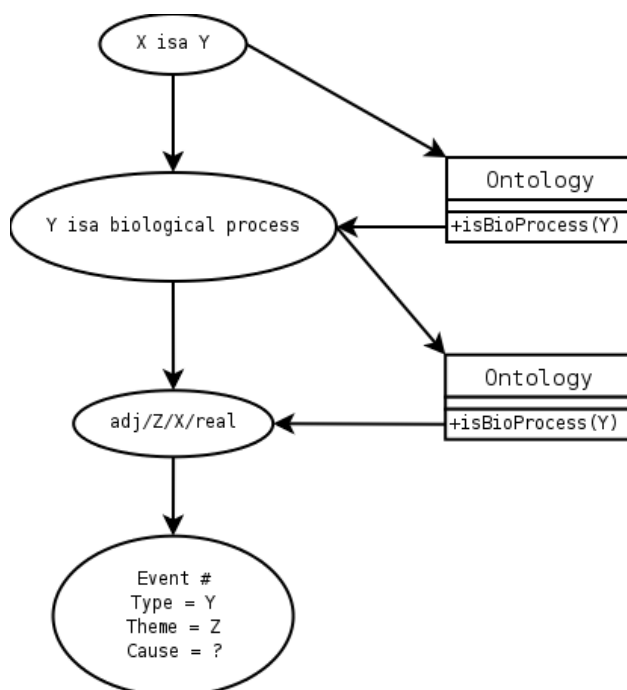 X isa Y
Ontology
+isBioProcess(Y)
Y isa biological process
Ontology
+isBioProcess(Y)
adj/Z/X/real
Event #
Type = Y
Theme = Z
Cause = ?